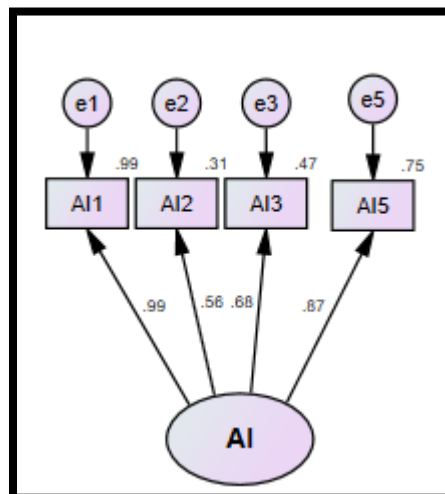 e1 e2 e3 e5
.99 .31 .47 .75
AI1 AI2 AI3 AI5
.99 .56 .68 .87
AI